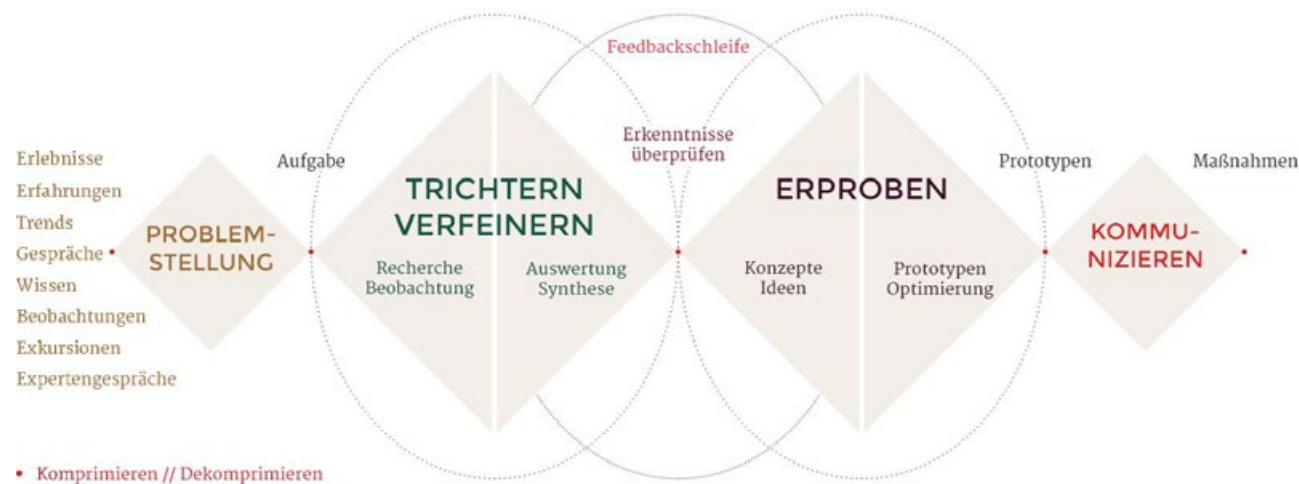 Feedbackschleife
Erlebnisse
Erfahrungen
Trends
Gespräche
Wissen
Beobachtungen
Exkursionen
Expertengespräche
PROBLEM-
STELLUNG
Aufgabe
TRICHTERN
VERFEINERN
Recherche
Beobachtung
Auswertung
Synthese
Erkenntnisse
überprüfen
ERPROBEN
Konzepte
Ideen
Prototypen
Optimierung
Prototypen
KOMMU-
NIZIEREN
Maßnahmen
• Komprimieren // Dekomprimieren